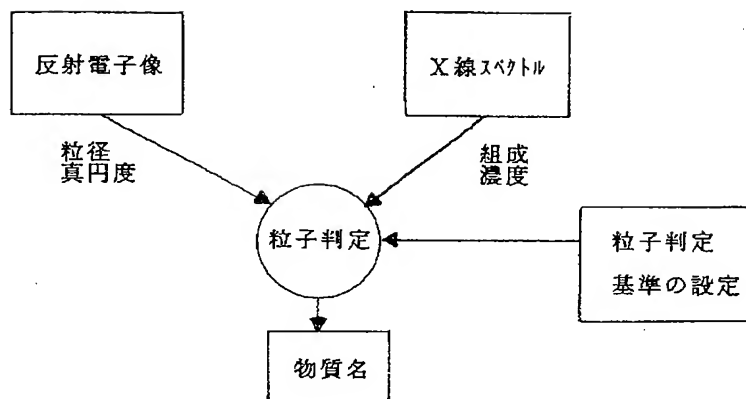 反射電子像
X線スペクトル
粒径
真円度
組成
濃度
粒子判定
粒子判定
基準の設定
物質名